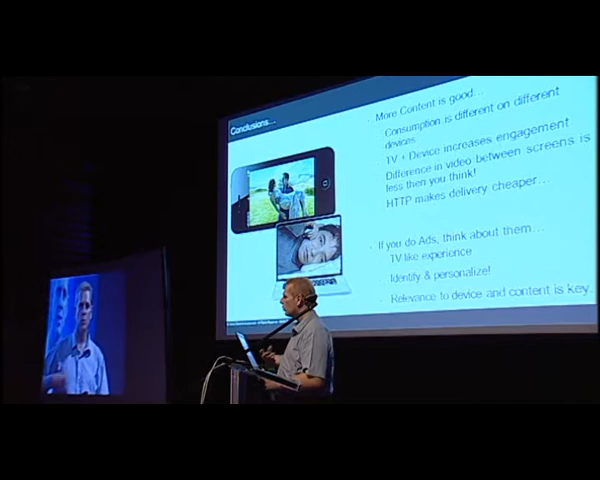 Conclusions...
More Content is good...
Consumption is different on different
devices
TV + Device increases engagement
Difference in video between screens is
less then you think!
HTTP makes delivery cheaper...
If you do Ads, think about them...
TV like experience
Identity & personalize!
Relevance to device and content is key.